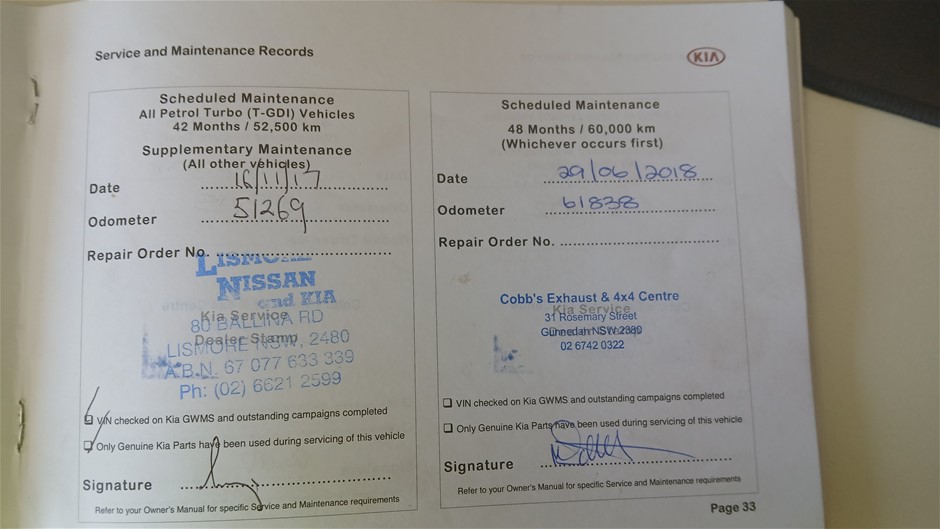 Service and Maintenance Records
KIA
Scheduled Maintenance
All Petrol Turbo (T-GDI) Vehicles
42 Months / 52,500 km
Supplementary Maintenance
(All other vehicles)
Date 16/11/17
Odometer 51269
Repair Order No.
LISMORE
NISSAN
and KIA
Kia Service
80 BALLINA RD
Dealer Stamp
LISMORE NSW, 2480
A.B.N. 67 077 633 339
Ph: (02) 6621 2599
VIN checked on Kia GWMS and outstanding campaigns completed
Only Genuine Kia Parts have been used during servicing of this vehicle
Signature
Refer to your Owner's Manual for specific Service and Maintenance requirements
Scheduled Maintenance
48 Months / 60,000 km
(Whichever occurs first)
Date 29/06/2018
Odometer 61838
Repair Order No.
Cobb's Exhaust & 4x4 Centre
Kia Service
31 Rosemary Street
Gunnedah NSW 2380
02 6742 0322
VIN checked on Kia GWMS and outstanding campaigns completed
Only Genuine Kia Parts have been used during servicing of this vehicle
Signature
Refer to your Owner's Manual for specific Service and Maintenance requirements
Page 33